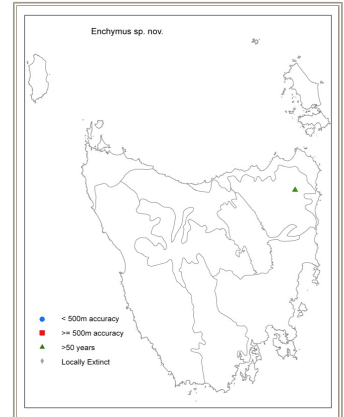 Enchymus sp. nov.
< 500m accuracy
>= 500m accuracy
>50 years
Locally Extinct